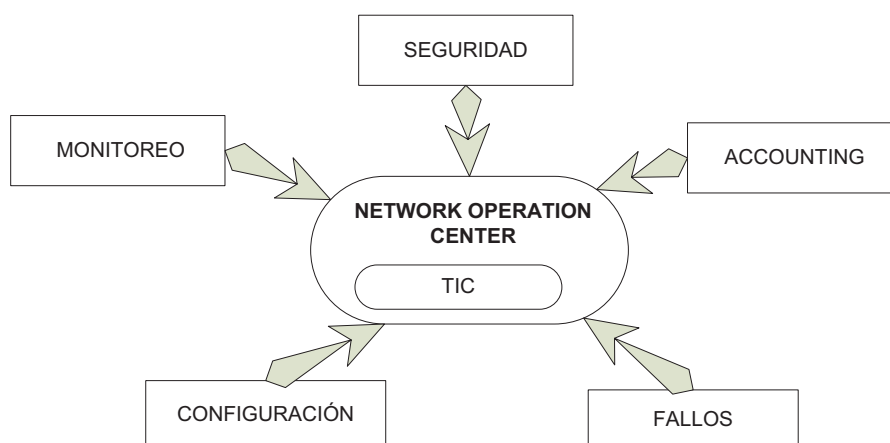 SEGURIDAD
MONITOREO
ACCOUNTING
NETWORK OPERATION
CENTER
TIC
CONFIGURACIÓN
FALLOS